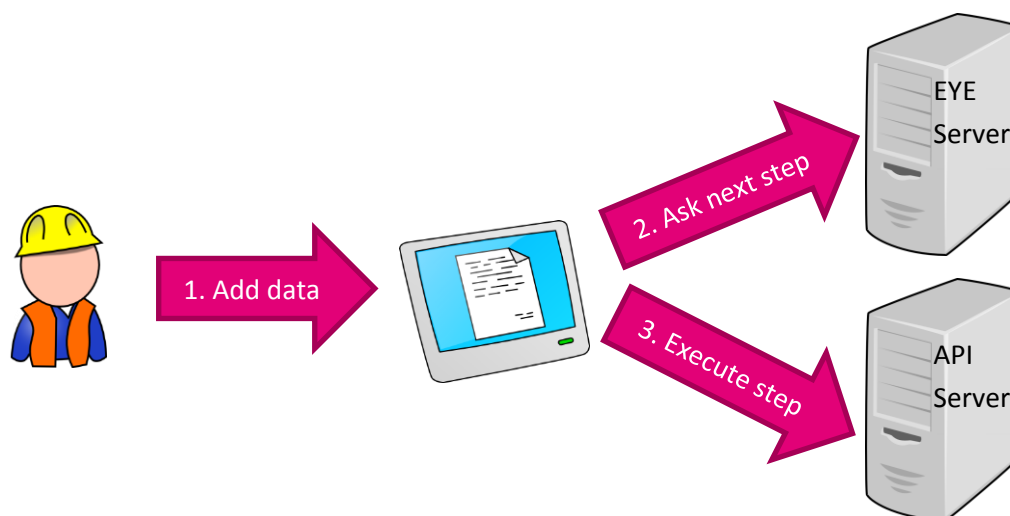 1. Add data
2. Ask next step
EYE
Server
3. Execute step
API
Server